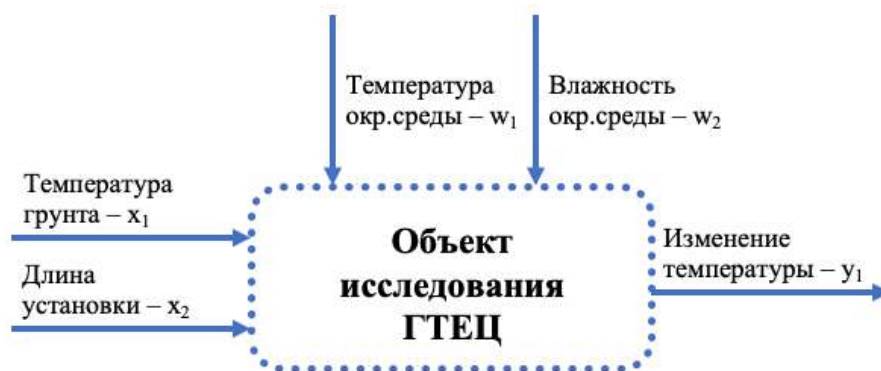 Температура
окр.среды – w₁
Влажность
окр.среды – w₂
Температура
грунта – x₁
Длина
установки – x₂
Объект
исследования
ГТЕЦ
Изменение
температуры – y₁